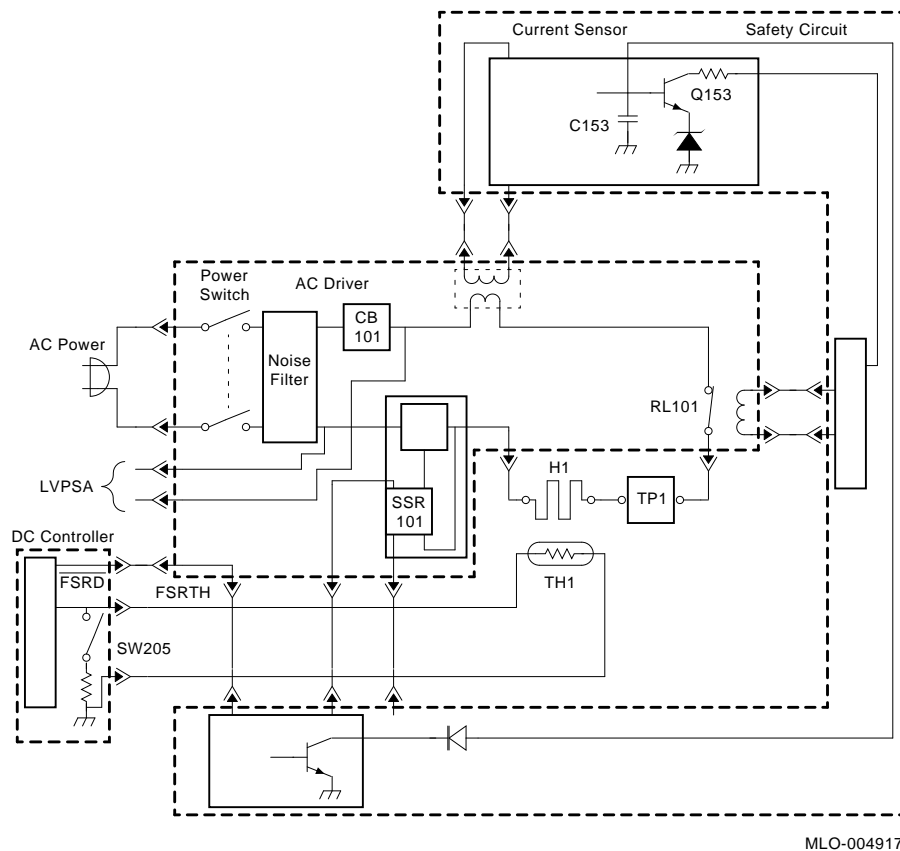 Current Sensor
Safety Circuit
Q153
C153
Power
Switch
AC Driver
CB
101
AC Power
Noise
Filter
RL101
H1
LVPSA
SSR
101
TP1
DC Controller
FSRD
FSRTH
TH1
SW205
MLO-004917